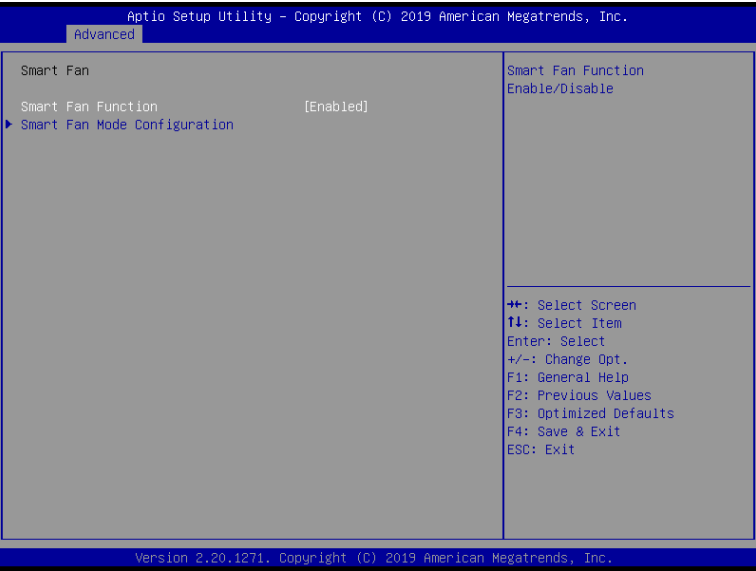 Aptio Setup Utility – Copyright (C) 2019 American Megatrends, Inc.
Advanced
Smart Fan
Smart Fan Function [Enabled]
Smart Fan Mode Configuration
Smart Fan Function
Enable/Disable
→←: Select Screen
↑↓: Select Item
Enter: Select
+/-: Change Opt.
F1: General Help
F2: Previous Values
F3: Optimized Defaults
F4: Save & Exit
ESC: Exit
Version 2.20.1271. Copyright (C) 2019 American Megatrends, Inc.